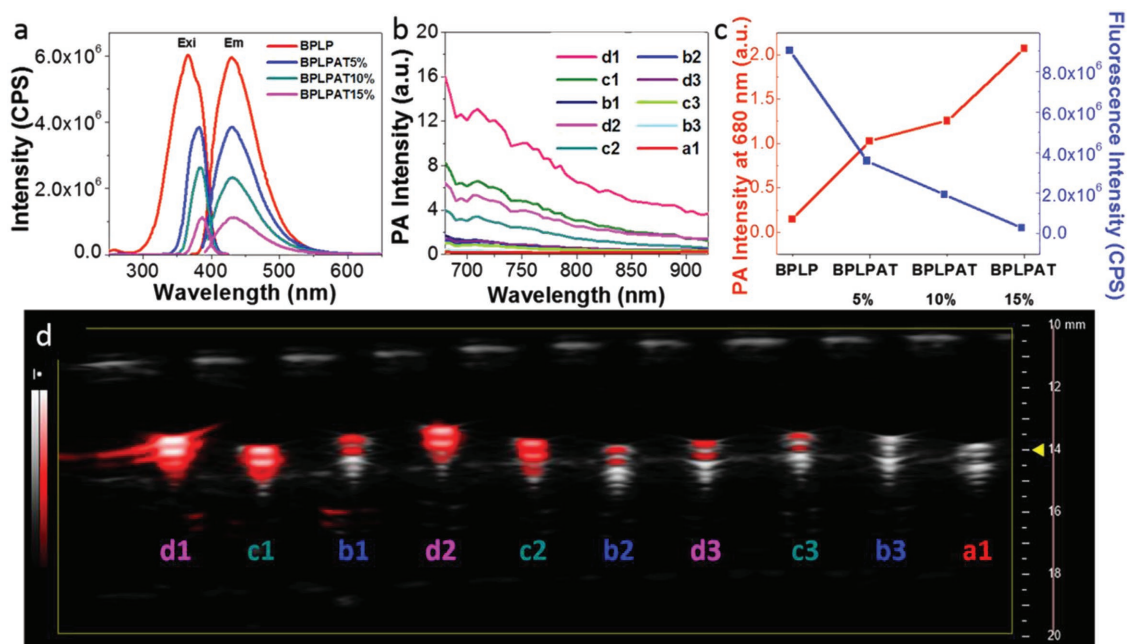 a
Exi
Em
BPLP
BPLPAT5%
BPLPAT10%
BPLPAT15%
Intensity (CPS)
6.0x10⁶
4.0x10⁶
2.0x10⁶
0.0
300
400
500
600
Wavelength (nm)
b
PA Intensity (a.u.)
20
16
12
8
4
0
d1
c1
b1
d2
c2
b2
d3
c3
b3
a1
700
750
800
850
900
Wavelength (nm)
c
PA Intensity at 680 nm (a.u.)
2.0
1.5
1.0
0.5
0.0
BPLP
BPLPAT
BPLPAT
BPLPAT
5%
10%
15%
8.0x10⁶
6.0x10⁶
4.0x10⁶
2.0x10⁶
0.0
Fluorescence Intensity (CPS)
d
10 mm
12
14
16
18
20
d1
c1
b1
d2
c2
b2
d3
c3
b3
a1